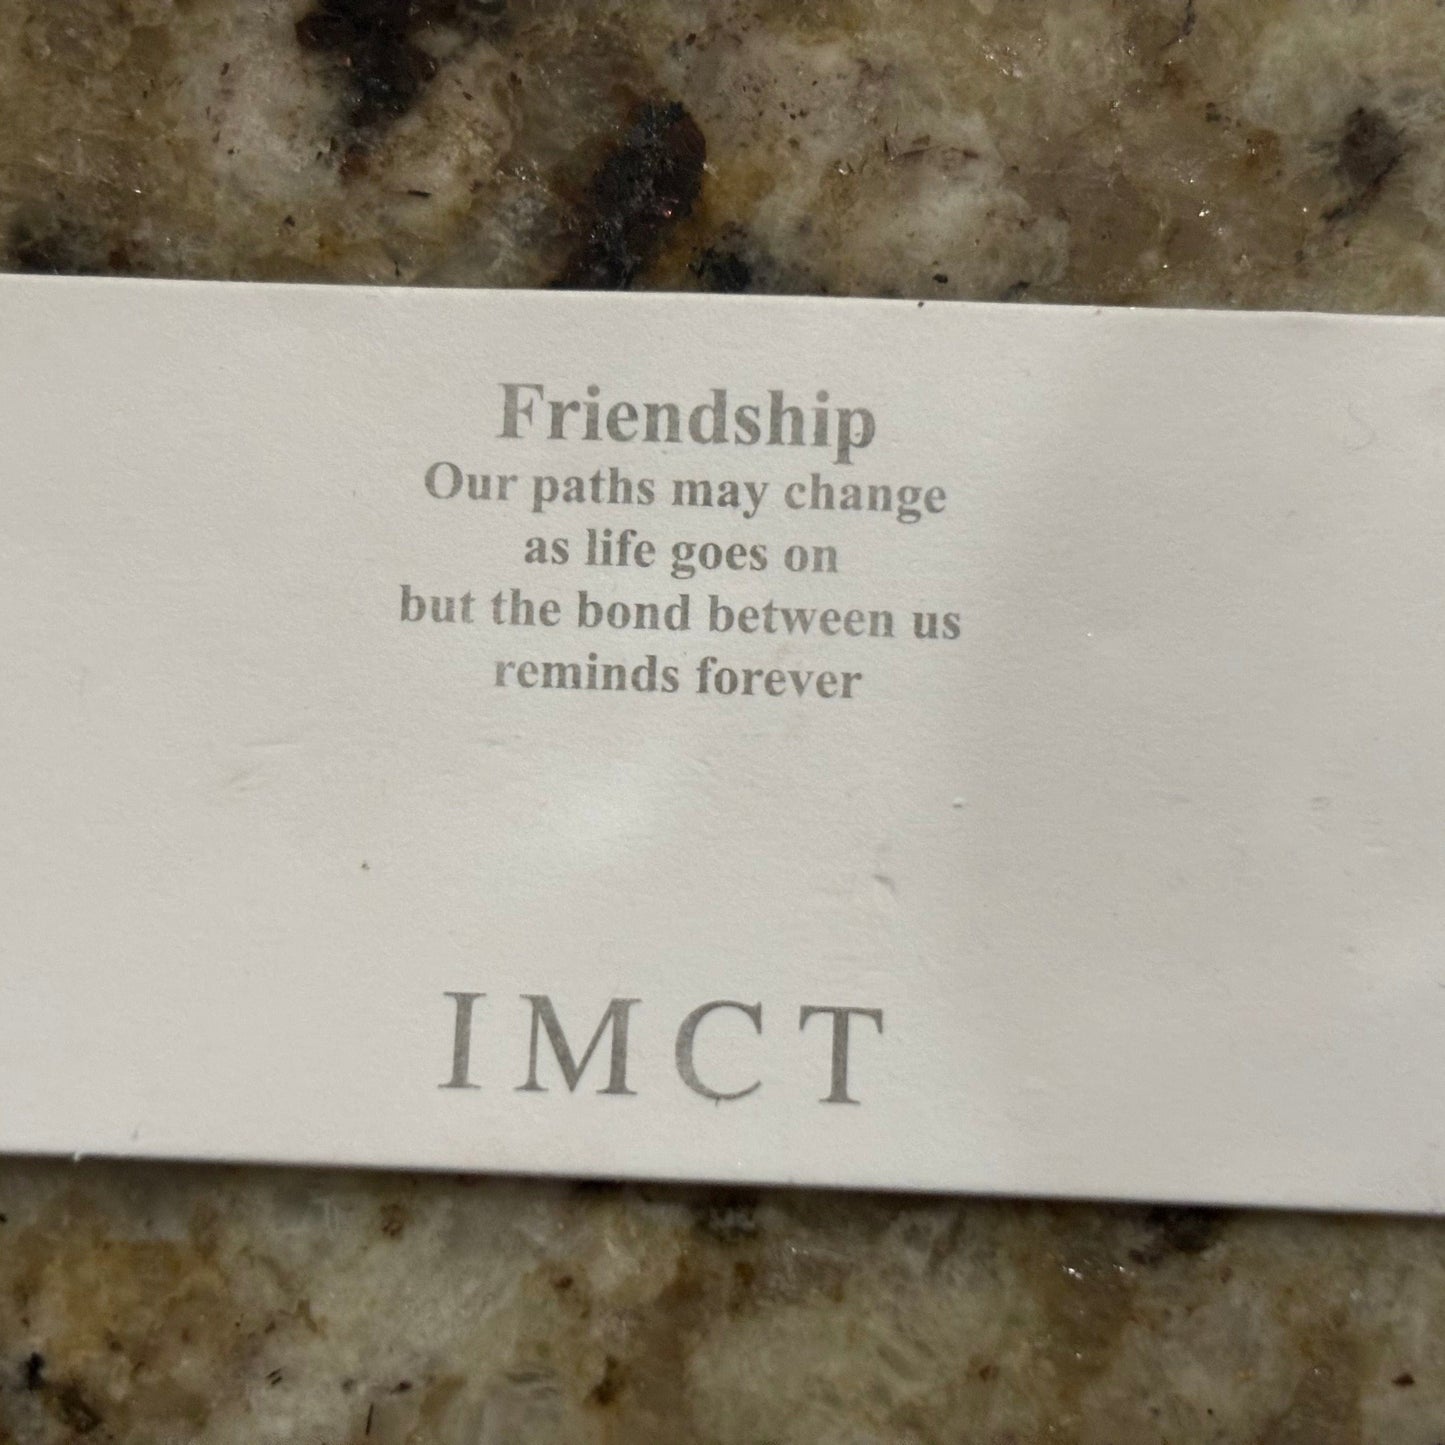 Friendship
Our paths may change
as life goes on
but the bond between us
reminds forever
IMCT